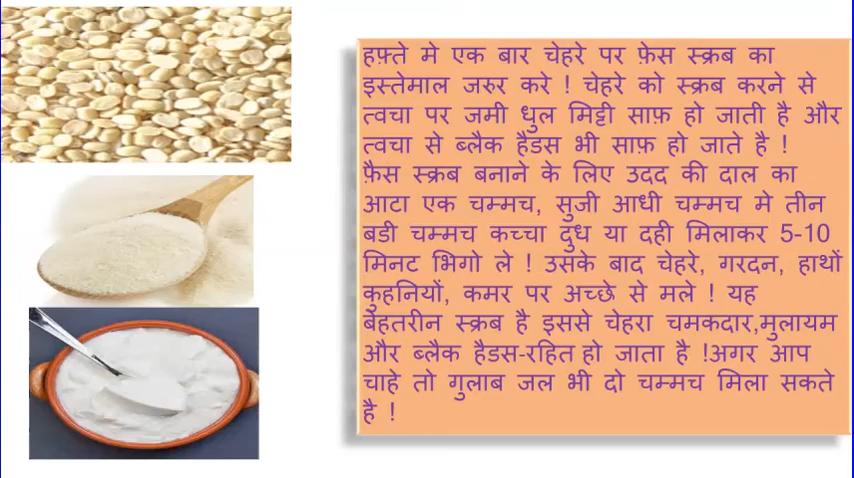 हफ़्ते मे एक बार चेहरे पर फ़ेस स्क्रब का
इस्तेमाल जरुर करे ! चेहरे को स्क्रब करने से
त्वचा पर जमी धुल मिट्टी साफ़ हो जाती है और
त्वचा से ब्लैक हैडस भी साफ़ हो जाते है !
फ़ैस स्क्रब बनाने के लिए उदद की दाल का
आटा एक चम्मच, सुजी आधी चम्मच मे तीन
बडी चम्मच कच्चा दुध या दही मिलाकर 5-10
मिनट भिगो ले ! उसके बाद चेहरे, गरदन, हाथों
कुहनियों, कमर पर अच्छे से मले ! यह
बेहतरीन स्क्रब है इससे चेहरा चमकदार,मुलायम
और ब्लैक हैडस-रहित हो जाता है !अगर आप
चाहे तो गुलाब जल भी दो चम्मच मिला सकते
है !